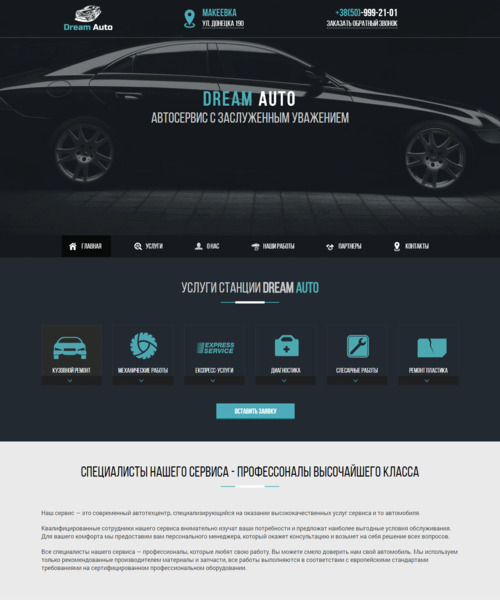 Dream Auto
МАКЕЕВКА
УЛ. ДОНЕЦКА 190
+38(50)-999-21-01
ЗАКАЗАТЬ ОБРАТНЫЙ ЗВОНОК
DREAM AUTO
АВТОСЕРВИС С ЗАСЛУЖЕННЫМ УВАЖЕНИЕМ
ГЛАВНАЯ
УСЛУГИ
О НАС
НАШИ РАБОТЫ
ПАРТНЕРЫ
КОНТАКТЫ
УСЛУГИ СТАНЦИИ DREAM AUTO
EXPRESS
SERVICE
КУЗОВНОЙ РЕМОНТ
МЕХАНИЧЕСКИЕ РАБОТЫ
ЕКСПРЕСС-УСЛУГИ
ДИАГНОСТИКА
СЛЕСАРНЫЕ РАБОТЫ
РЕМОНТ ПЛАСТИКА
ОСТАВИТЬ ЗАЯВКУ
СПЕЦИАЛИСТЫ НАШЕГО СЕРВИСА - ПРОФЕССОНАЛЫ ВЫСОЧАЙШЕГО КЛАССА
Наш сервис — это современный автотехцентр, специализирующийся на оказании высококачественных услуг сервиса и то автомобиля.
Квалифицированные сотрудники нашего сервиса внимательно изучат ваши потребности и предложат наиболее выгодные условия обслуживания.
Для вашего комфорта мы предоставим вам персонального менеджера, который окажет консультацию и возьмет на себя решение всех вопросов.
Все специалисты нашего сервиса — профессионалы, которые любят свою работу. Вы можете смело доверить нам свой автомобиль. Мы используем
только рекомендованные производителем материалы и запчасти, все работы выполняются в соответствии с европейскими стандартами
требованиями на сертифицированном профессиональном оборудовании.